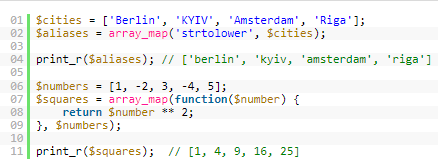 01 $cities = ['Berlin', 'KYIV', 'Amsterdam', 'Riga'];
02 $aliases = array_map('strtolower', $cities);
03
04 print_r($aliases); // ['berlin', 'kyiv, 'amsterdam', 'riga']
05
06 $numbers = [1, -2, 3, -4, 5];
07 $squares = array_map(function($number) {
08     return $number ** 2;
09 }, $numbers);
10
11 print_r($squares);  // [1, 4, 9, 16, 25]